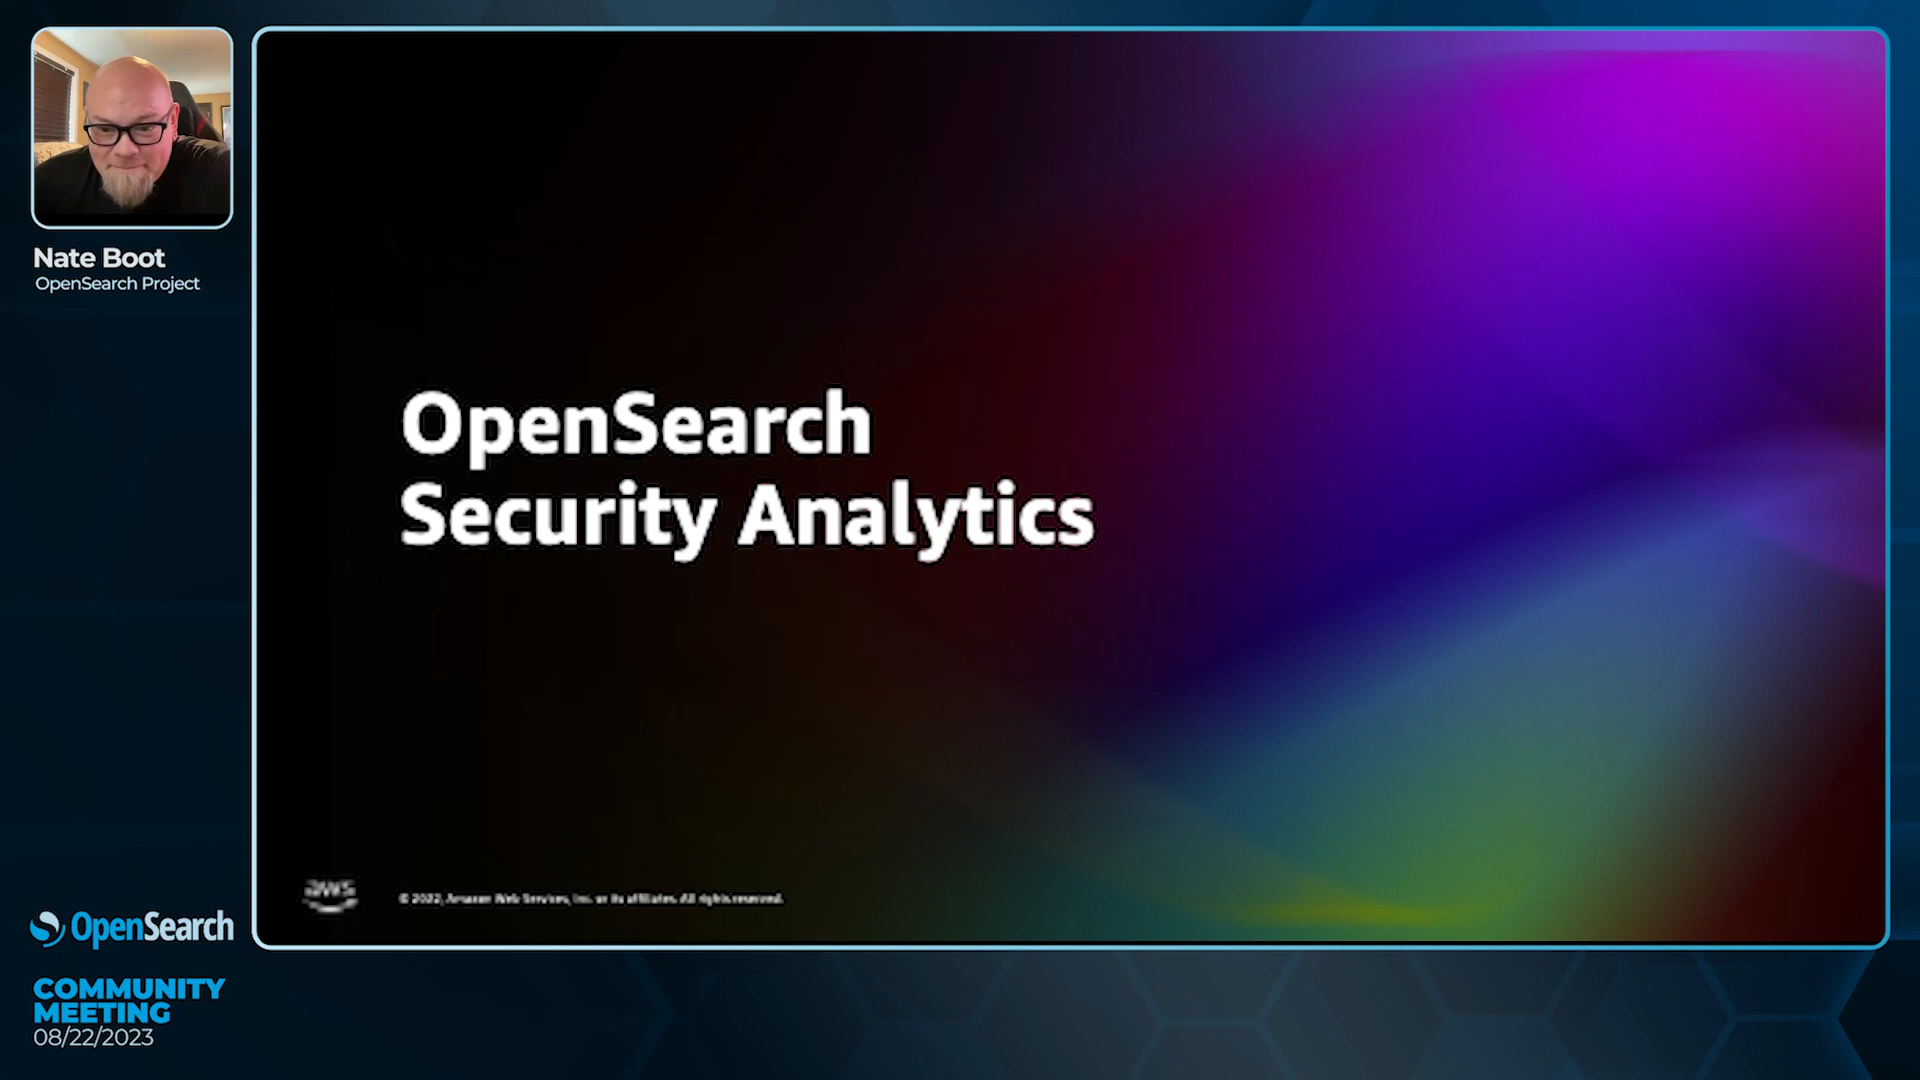 Nate Boot
OpenSearch Project
OpenSearch
Security Analytics
aws
© 2022, Amazon Web Services, Inc. or its affiliates. All rights reserved.
OpenSearch
COMMUNITY
MEETING
08/22/2023